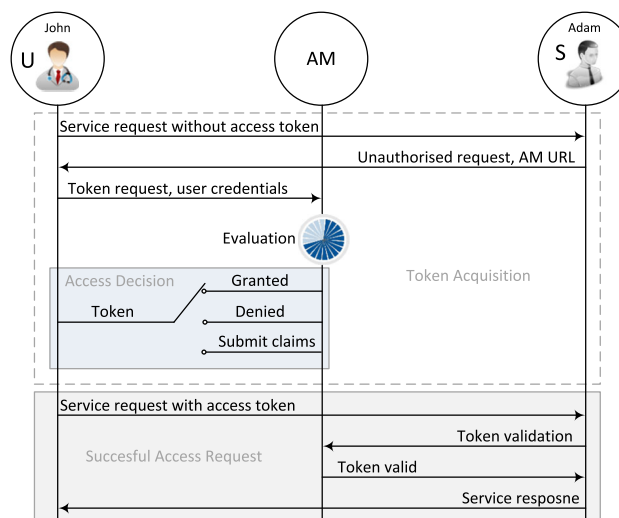 John
U
AM
Adam
S
Service request without access token
Unauthorised request, AM URL
Token request, user credentials
Evaluation
Access Decision
Granted
Token Acquisition
Token
Denied
Submit claims
Service request with access token
Token validation
Succesful Access Request
Token valid
Service resposne